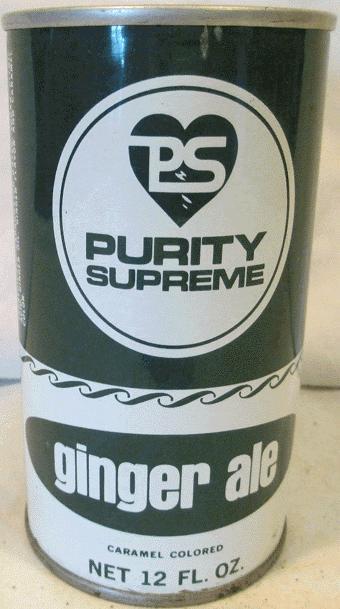 PS
PURITY
SUPREME
ginger ale
CARAMEL COLORED
NET 12 FL. OZ.